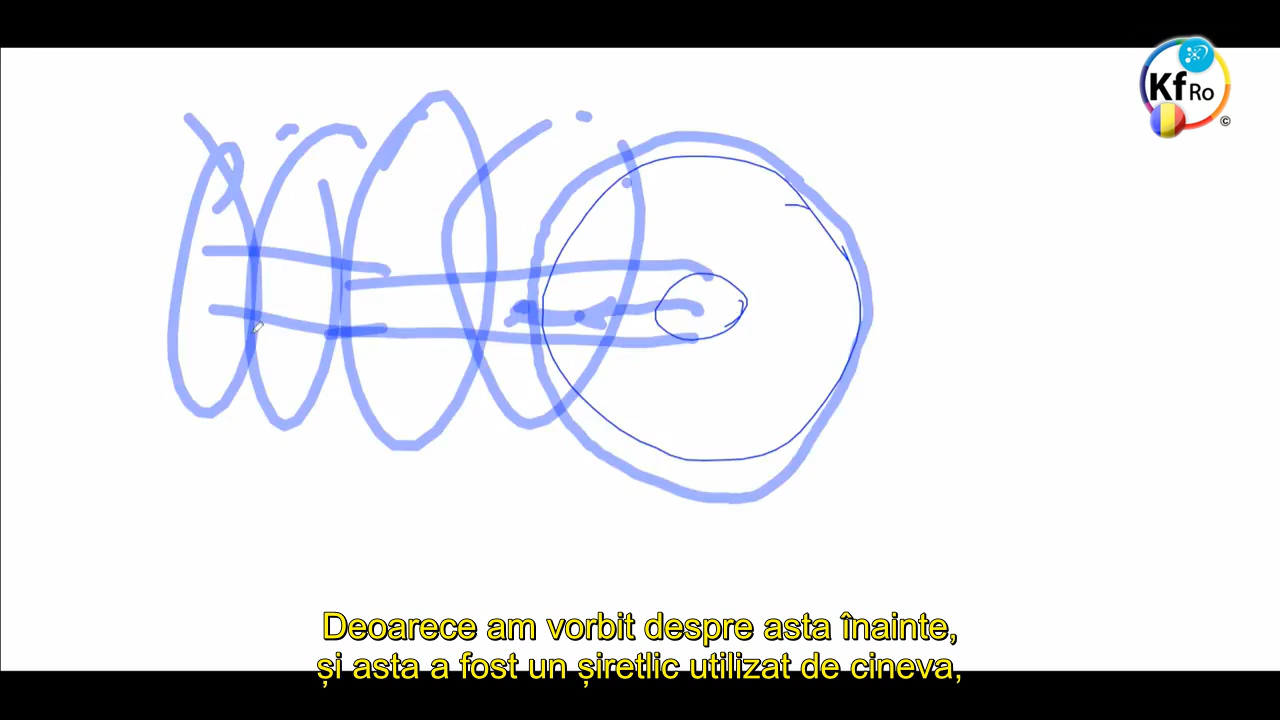 Kf Ro
©
Deoarece am vorbit despre asta înainte,
și asta a fost un șiretlic utilizat de cineva,